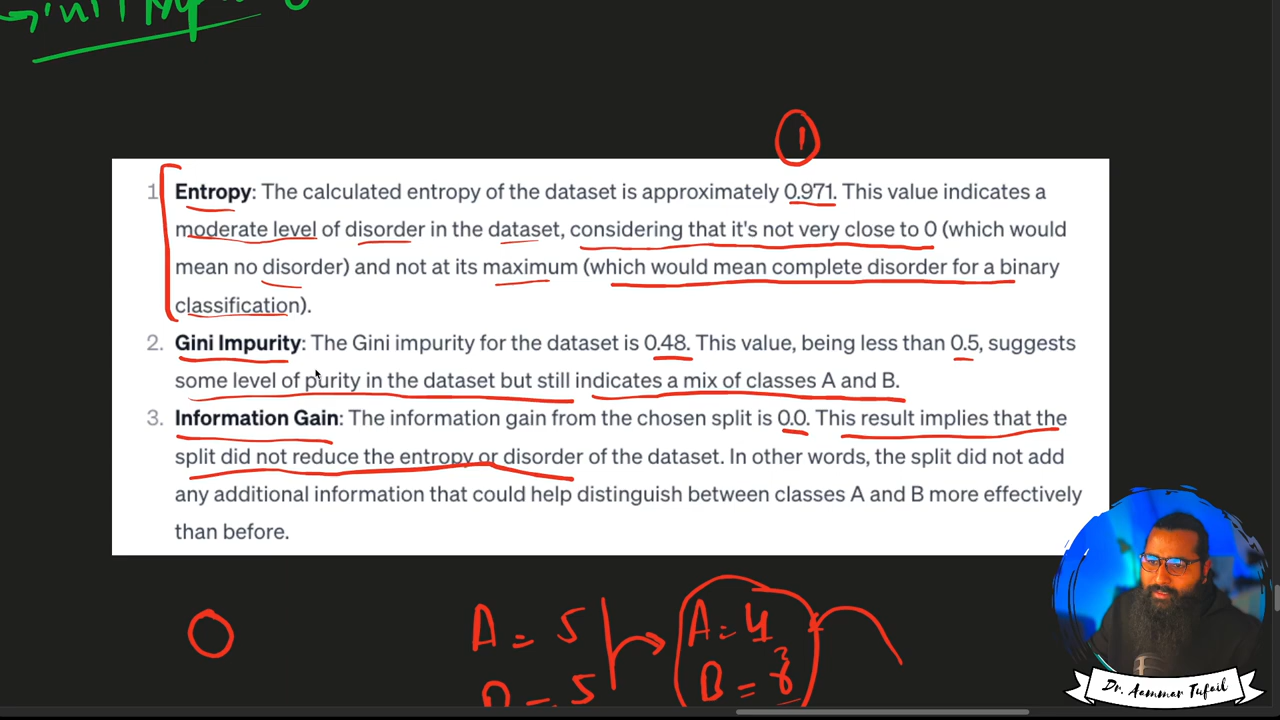 1
1. Entropy: The calculated entropy of the dataset is approximately 0.971. This value indicates a
moderate level of disorder in the dataset, considering that it's not very close to 0 (which would
mean no disorder) and not at its maximum (which would mean complete disorder for a binary
classification).
2. Gini Impurity: The Gini impurity for the dataset is 0.48. This value, being less than 0.5, suggests
some level of purity in the dataset but still indicates a mix of classes A and B.
3. Information Gain: The information gain from the chosen split is 0.0. This result implies that the
split did not reduce the entropy or disorder of the dataset. In other words, the split did not add
any additional information that could help distinguish between classes A and B more effectively
than before.
A = 5
A = 4
B =
Dr. Aammar Tufail